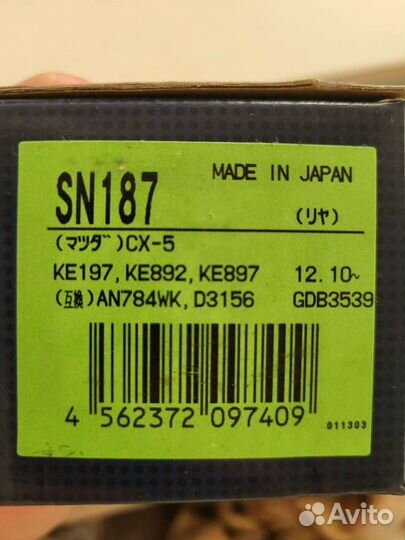 SN187 MADE IN JAPAN
(リヤ)
(マツダ)CX-5
KE197, KE892, KE897 12. 10~
(互換)AN784WK, D3156 GDB3539
4 562372 097409
011303
Avito